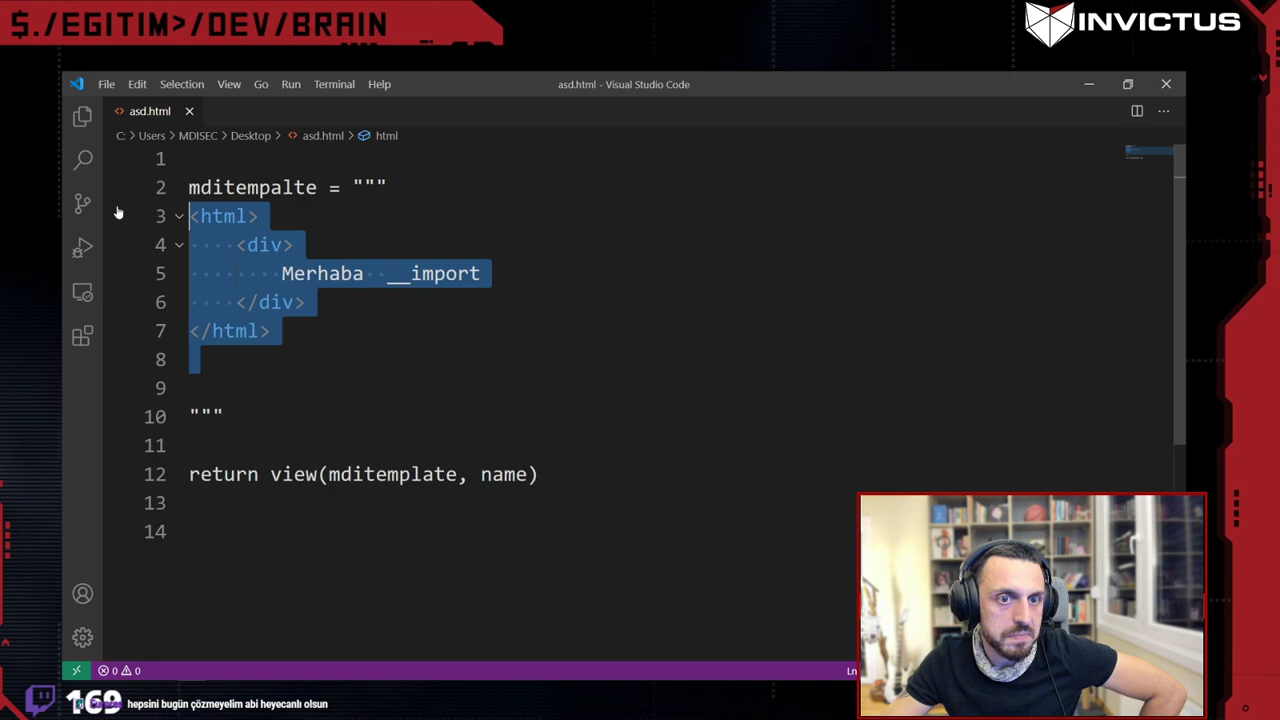 $./EGITIM>/DEV/BRAIN
INVICTUS
File Edit Selection View Go Run Terminal Help
asd.html - Visual Studio Code
asd.html
C: > Users > MDISEC > Desktop > asd.html > html
1
2 mditempalte = """
3 <html>
4 ····<div>
5 ········Merhaba··__import
6 ····</div>
7 </html>
8
9
10 """
11
12 return view(mditemplate, name)
13
14
0 0
Ln
169 hepsini bugün çözmeyelim abi heyecanlı olsun